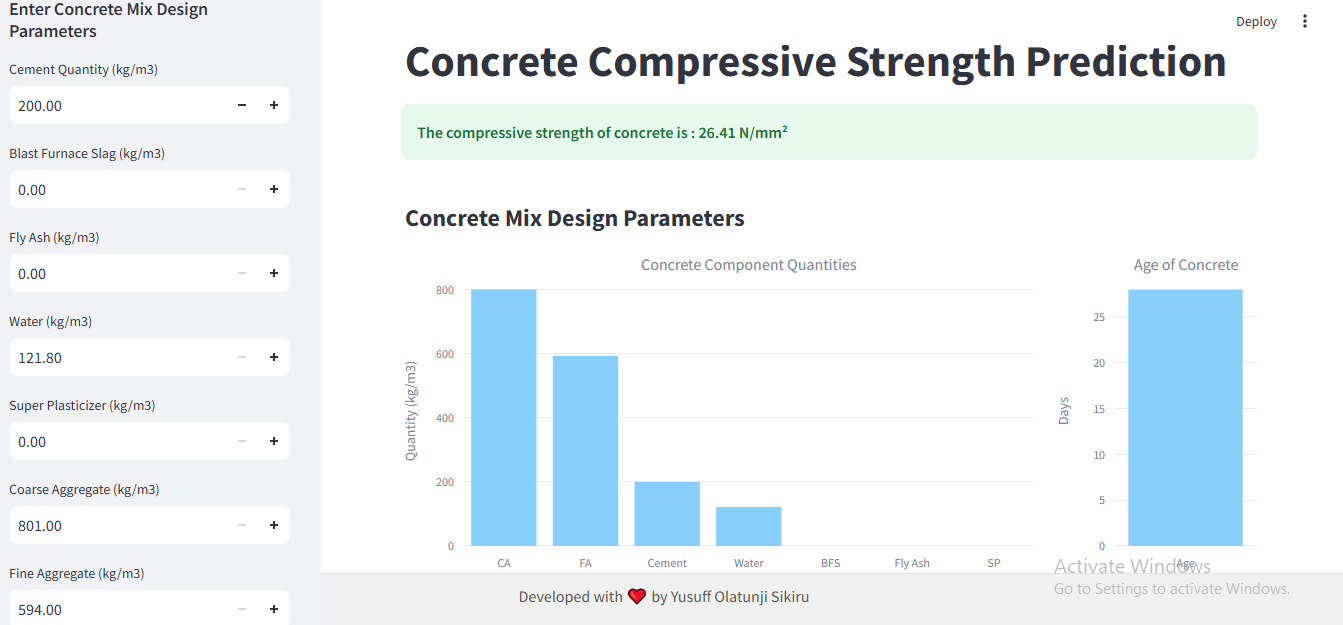 Enter Concrete Mix Design
Parameters
Cement Quantity (kg/m3)
200.00
Blast Furnace Slag (kg/m3)
0.00
Fly Ash (kg/m3)
0.00
Water (kg/m3)
121.80
Super Plasticizer (kg/m3)
0.00
Coarse Aggregate (kg/m3)
801.00
Fine Aggregate (kg/m3)
594.00
Deploy
Concrete Compressive Strength Prediction
The compressive strength of concrete is : 26.41 N/mm²
Concrete Mix Design Parameters
Concrete Component Quantities
Quantity (kg/m3)
800
600
400
200
0
CA FA Cement Water BFS Fly Ash SP
Age of Concrete
Days
25
20
15
10
5
0
Age
Activate Windows
Go to Settings to activate Windows.
Developed with ❤ by Yusuff Olatunji Sikiru